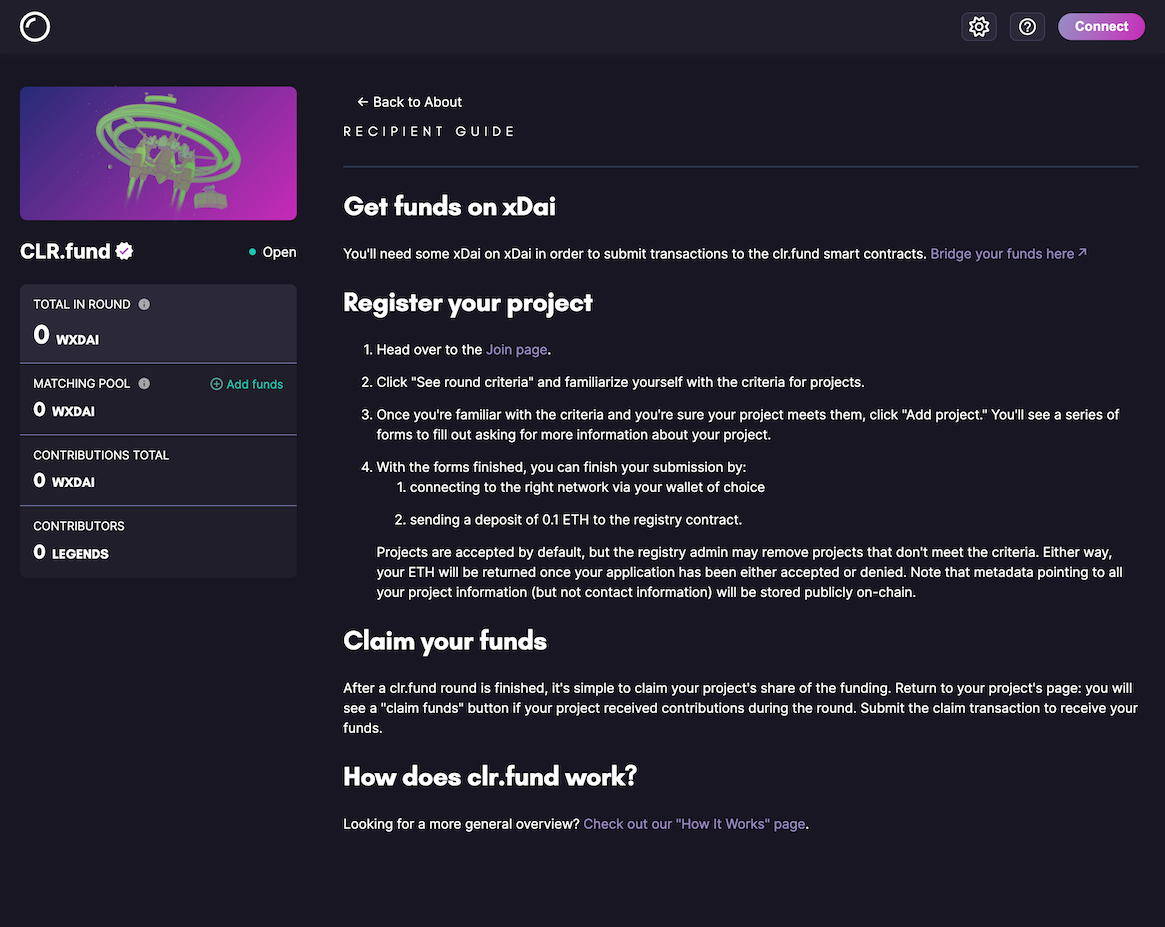 Connect
CLR.fund
Open
TOTAL IN ROUND
0 WXDAI
MATCHING POOL
Add funds
0 WXDAI
CONTRIBUTIONS TOTAL
0 WXDAI
CONTRIBUTORS
0 LEGENDS
← Back to About
RECIPIENT GUIDE
Get funds on xDai
You'll need some xDai on xDai in order to submit transactions to the clr.fund smart contracts. Bridge your funds here ↗
Register your project
1. Head over to the Join page.
2. Click "See round criteria" and familiarize yourself with the criteria for projects.
3. Once you're familiar with the criteria and you're sure your project meets them, click "Add project." You'll see a series of
forms to fill out asking for more information about your project.
4. With the forms finished, you can finish your submission by:
1. connecting to the right network via your wallet of choice
2. sending a deposit of 0.1 ETH to the registry contract.
Projects are accepted by default, but the registry admin may remove projects that don't meet the criteria. Either way,
your ETH will be returned once your application has been either accepted or denied. Note that metadata pointing to all
your project information (but not contact information) will be stored publicly on-chain.
Claim your funds
After a clr.fund round is finished, it's simple to claim your project's share of the funding. Return to your project's page: you will
see a "claim funds" button if your project received contributions during the round. Submit the claim transaction to receive your
funds.
How does clr.fund work?
Looking for a more general overview? Check out our "How It Works" page.